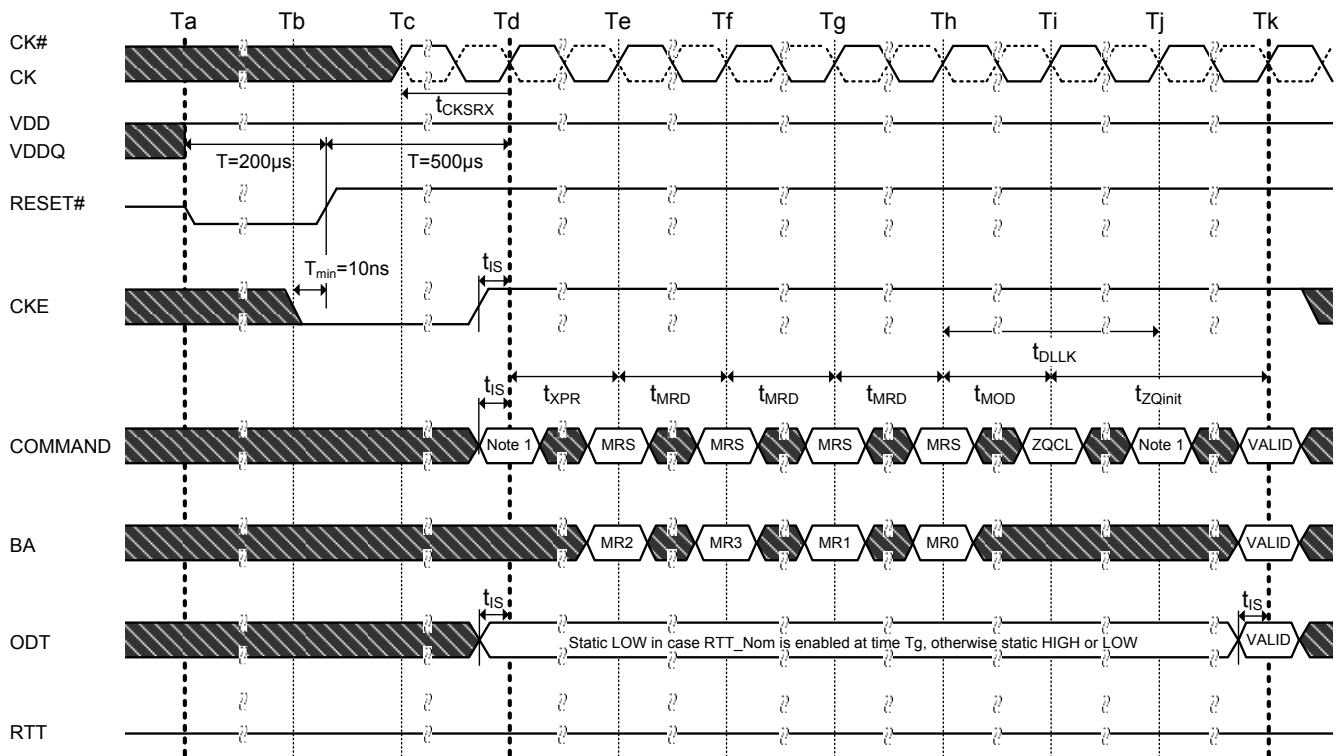 Ta Tb Tc Td Te Tf Tg Th Ti Tj Tk
CK#
CK
tCKSRX
VDD
VDDQ
T=200µs T=500µs
RESET#
Tmin=10ns tIS
CKE
tDLLK
tIS tXPR tMRD tMRD tMRD tMOD tZQinit
COMMAND Note 1 MRS MRS MRS MRS ZQCL Note 1 VALID
BA MR2 MR3 MR1 MR0 VALID
tIS tIS
ODT Static LOW in case RTT_Nom is enabled at time Tg, otherwise static HIGH or LOW VALID
RTT